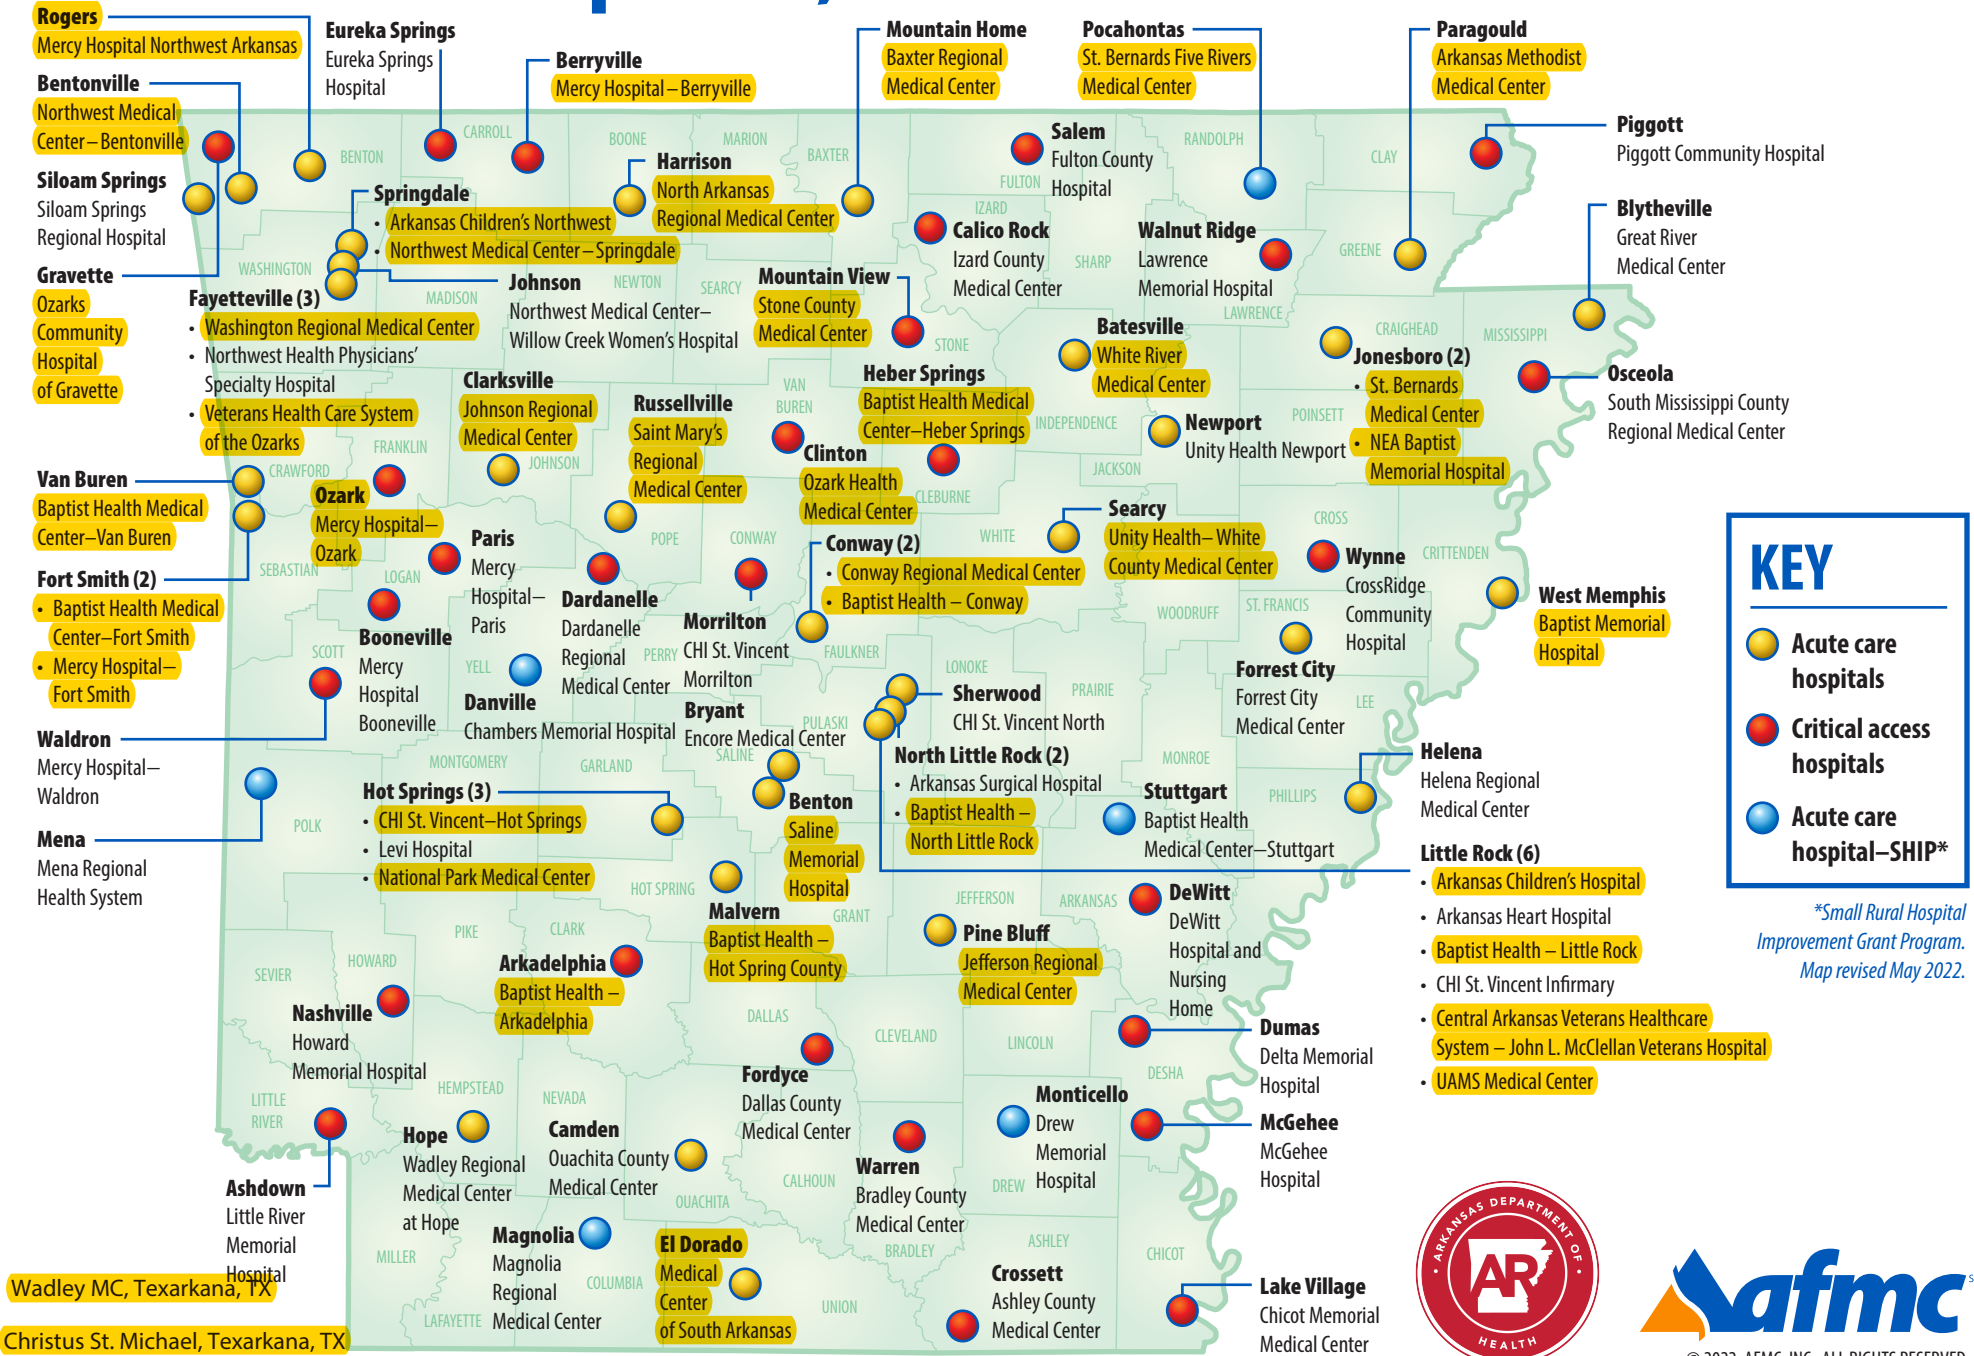 Rogers
Mercy Hospital Northwest Arkansas
Bentonville
Northwest Medical
Center–Bentonville
Siloam Springs
Siloam Springs
Regional Hospital
Gravette
Ozarks
Community
Hospital
of Gravette
Eureka Springs
Eureka Springs
Hospital
Berryville
Mercy Hospital–Berryville
Mountain Home
Baxter Regional
Medical Center
Pocahontas
St. Bernards Five Rivers
Medical Center
Paragould
Arkansas Methodist
Medical Center
Piggott
Piggott Community Hospital
Blytheville
Great River
Medical Center
Osceola
South Mississippi County
Regional Medical Center
Salem
Fulton County
Hospital
Harrison
North Arkansas
Regional Medical Center
Springdale
• Arkansas Children's Northwest
• Northwest Medical Center–Springdale
Johnson
Northwest Medical Center–
Willow Creek Women's Hospital
Fayetteville (3)
• Washington Regional Medical Center
• Northwest Health Physicians'
Specialty Hospital
• Veterans Health Care System
of the Ozarks
Calico Rock
Izard County
Medical Center
Walnut Ridge
Lawrence
Memorial Hospital
Mountain View
Stone County
Medical Center
Batesville
White River
Medical Center
Jonesboro (2)
• St. Bernards
Medical Center
• NEA Baptist
Memorial Hospital
Clarksville
Johnson Regional
Medical Center
Russellville
Saint Mary's
Regional
Medical Center
Heber Springs
Baptist Health Medical
Center–Heber Springs
Newport
Unity Health Newport
Clinton
Ozark Health
Medical Center
Van Buren
Baptist Health Medical
Center–Van Buren
Ozark
Mercy Hospital–
Ozark
Fort Smith (2)
• Baptist Health Medical
Center–Fort Smith
• Mercy Hospital–
Fort Smith
Paris
Mercy
Hospital–
Paris
Booneville
Mercy
Hospital
Booneville
Dardanelle
Dardanelle
Regional
Medical Center
Morrilton
CHI St. Vincent
Morrilton
Conway (2)
• Conway Regional Medical Center
• Baptist Health – Conway
Searcy
Unity Health–White
County Medical Center
Wynne
CrossRidge
Community
Hospital
West Memphis
Baptist Memorial
Hospital
Forrest City
Forrest City
Medical Center
Waldron
Mercy Hospital–
Waldron
Danville
Chambers Memorial Hospital
Bryant
Encore Medical Center
Sherwood
CHI St. Vincent North
North Little Rock (2)
• Arkansas Surgical Hospital
• Baptist Health –
North Little Rock
Stuttgart
Baptist Health
Medical Center–Stuttgart
Helena
Helena Regional
Medical Center
Mena
Mena Regional
Health System
Hot Springs (3)
• CHI St. Vincent–Hot Springs
• Levi Hospital
• National Park Medical Center
Benton
Saline
Memorial
Hospital
Little Rock (6)
• Arkansas Children's Hospital
• Arkansas Heart Hospital
• Baptist Health – Little Rock
• CHI St. Vincent Infirmary
• Central Arkansas Veterans Healthcare
System – John L. McClellan Veterans Hospital
• UAMS Medical Center
Malvern
Baptist Health –
Hot Spring County
Pine Bluff
Jefferson Regional
Medical Center
DeWitt
DeWitt
Hospital and
Nursing
Home
Arkadelphia
Baptist Health –
Arkadelphia
Nashville
Howard
Memorial Hospital
Dumas
Delta Memorial
Hospital
Fordyce
Dallas County
Medical Center
Monticello
Drew
Memorial
Hospital
McGehee
McGehee
Hospital
Hope
Wadley Regional
Medical Center
at Hope
Camden
Ouachita County
Medical Center
Warren
Bradley County
Medical Center
Ashdown
Little River
Memorial
Hospital
Magnolia
Magnolia
Regional
Medical Center
El Dorado
Medical
Center
of South Arkansas
Crossett
Ashley County
Medical Center
Lake Village
Chicot Memorial
Medical Center
Wadley MC, Texarkana, TX
Christus St. Michael, Texarkana, TX
BENTON
CARROLL
BOONE
MARION
BAXTER
FULTON
RANDOLPH
CLAY
IZARD
SHARP
GREENE
WASHINGTON
MADISON
NEWTON
SEARCY
STONE
LAWRENCE
CRAIGHEAD
MISSISSIPPI
VAN
BUREN
INDEPENDENCE
POINSETT
JACKSON
FRANKLIN
CRAWFORD
JOHNSON
CLEBURNE
POPE
CONWAY
WHITE
CROSS
CRITTENDEN
SEBASTIAN
LOGAN
WOODRUFF
ST. FRANCIS
SCOTT
YELL
PERRY
FAULKNER
LONOKE
PRAIRIE
LEE
PULASKI
SALINE
MONTGOMERY
GARLAND
MONROE
PHILLIPS
POLK
HOT SPRING
GRANT
JEFFERSON
ARKANSAS
PIKE
CLARK
SEVIER
HOWARD
DALLAS
CLEVELAND
LINCOLN
DESHA
HEMPSTEAD
NEVADA
LITTLE
RIVER
CALHOUN
OUACHITA
DREW
MILLER
COLUMBIA
LAFAYETTE
UNION
BRADLEY
ASHLEY
CHICOT
KEY
Acute care
hospitals
Critical access
hospitals
Acute care
hospital–SHIP*
*Small Rural Hospital
Improvement Grant Program.
Map revised May 2022.
ARKANSAS DEPARTMENT OF
AR
HEALTH
afmc
© 2022 AFMC, INC. ALL RIGHTS RESERVED